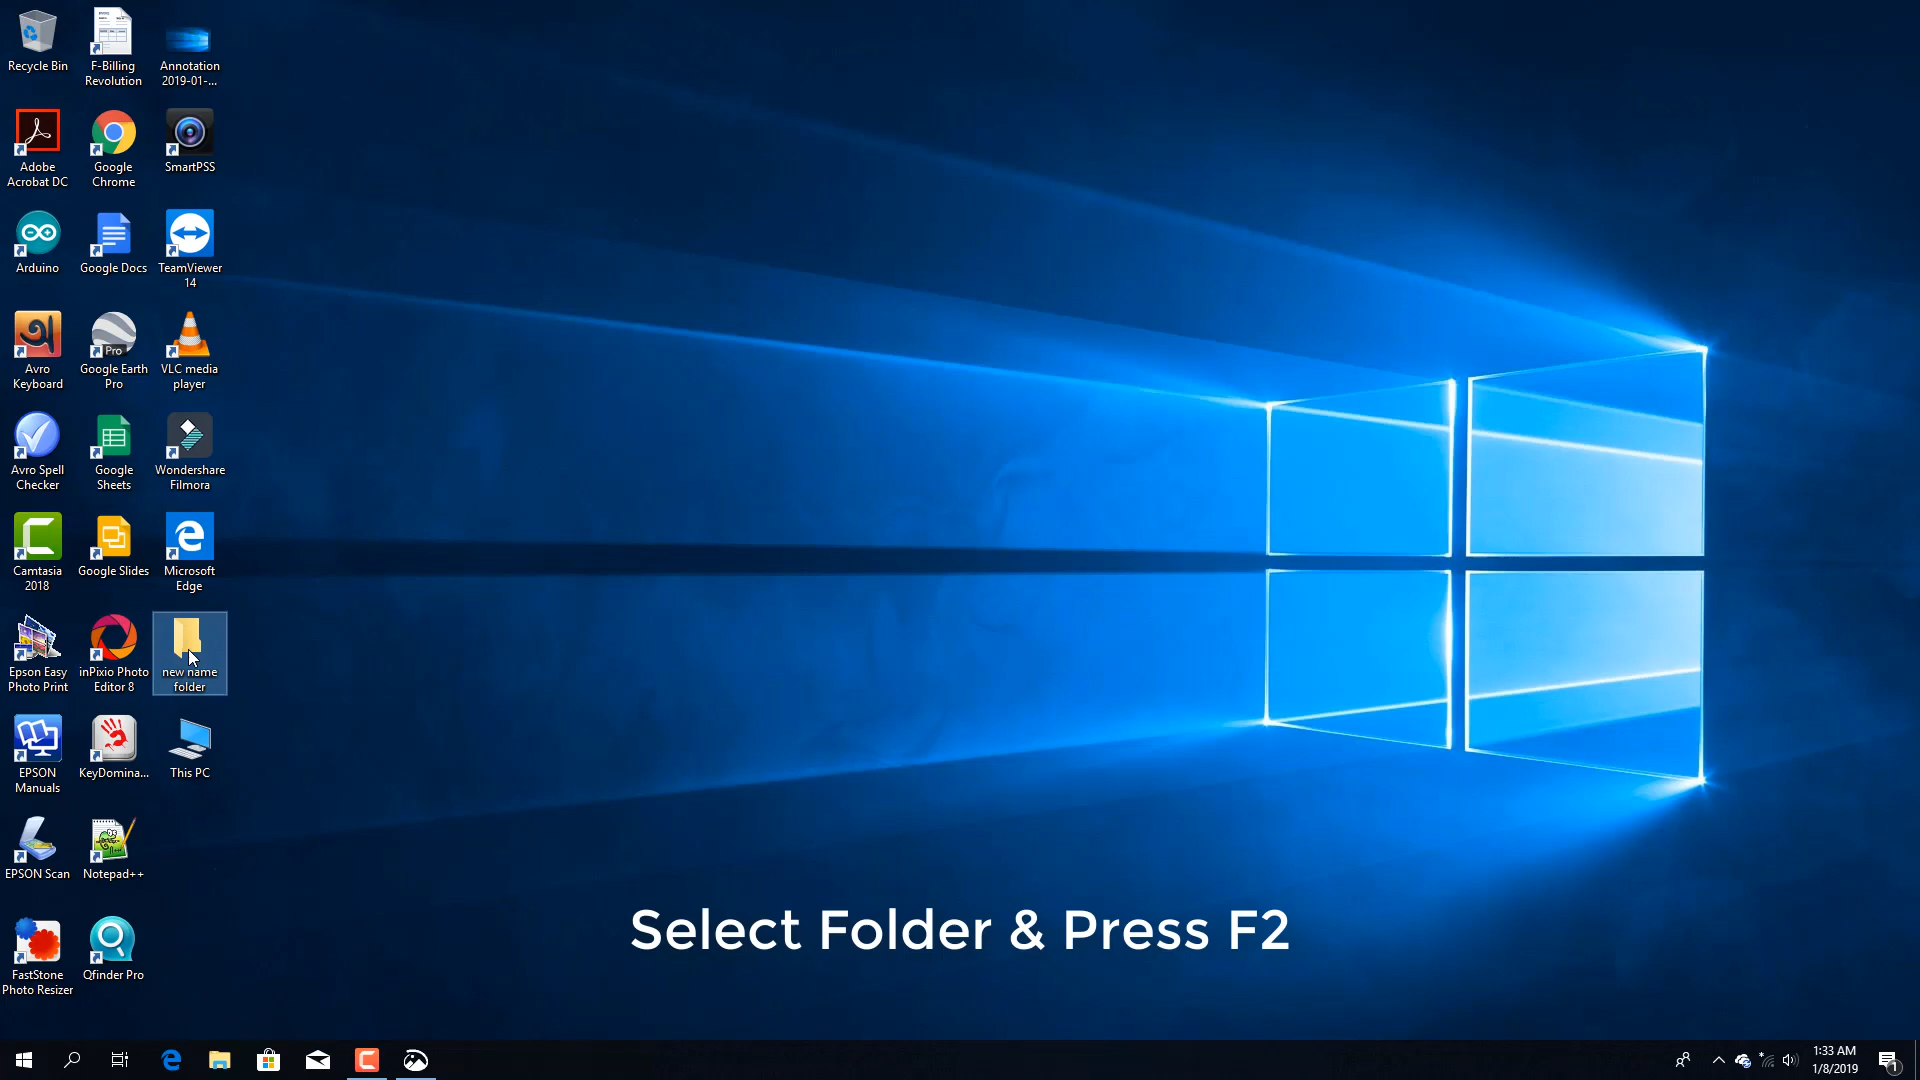 Recycle Bin
F-Billing
Revolution
Annotation
2019-01-...
Adobe
Acrobat DC
Google
Chrome
SmartPSS
Arduino
Google Docs
TeamViewer
14
অ
Avro
Keyboard
Pro
Google Earth
Pro
VLC media
player
Avro Spell
Checker
Google
Sheets
Wondershare
Filmora
Camtasia
2018
Google Slides
Microsoft
Edge
Epson Easy
Photo Print
inPixio Photo
Editor 8
new name
folder
EPSON
Manuals
KeyDomina...
This PC
EPSON Scan
Notepad++
FastStone
Photo Resizer
Qfinder Pro
Select Folder & Press F2
1:33 AM
1/8/2019
1